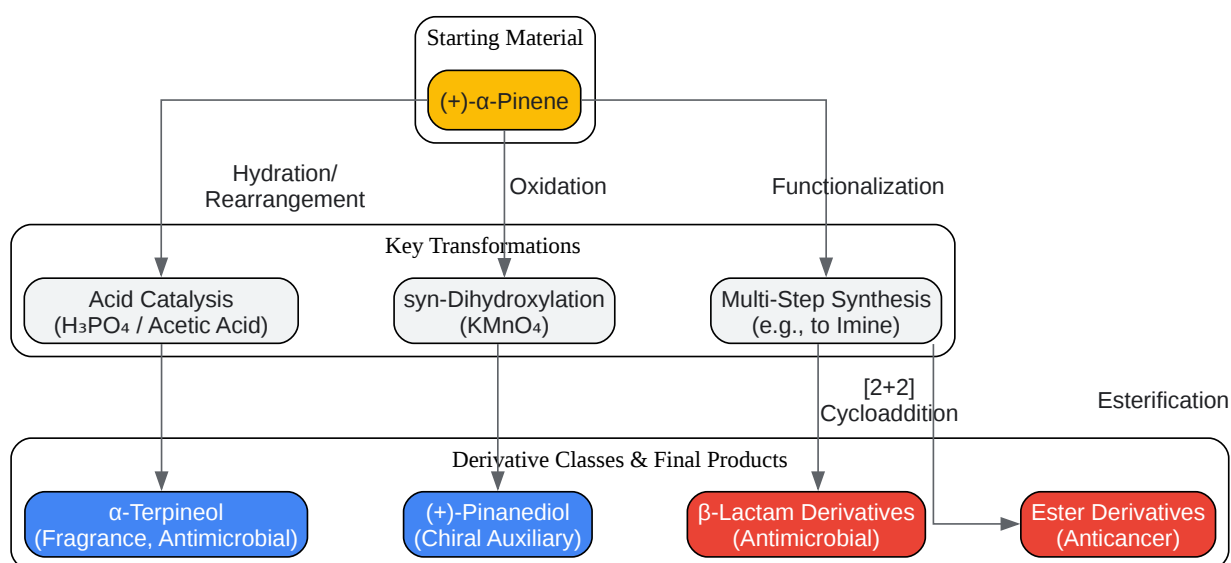 Starting Material
(+)-α-Pinene
Hydration/
Rearrangement
Oxidation
Functionalization
Key Transformations
Acid Catalysis
(H₃PO₄ / Acetic Acid)
syn-Dihydroxylation
(KMnO₄)
Multi-Step Synthesis
(e.g., to Imine)
[2+2]
Cycloaddition
Esterification
Derivative Classes & Final Products
α-Terpineol
(Fragrance, Antimicrobial)
(+)-Pinanediol
(Chiral Auxiliary)
β-Lactam Derivatives
(Antimicrobial)
Ester Derivatives
(Anticancer)